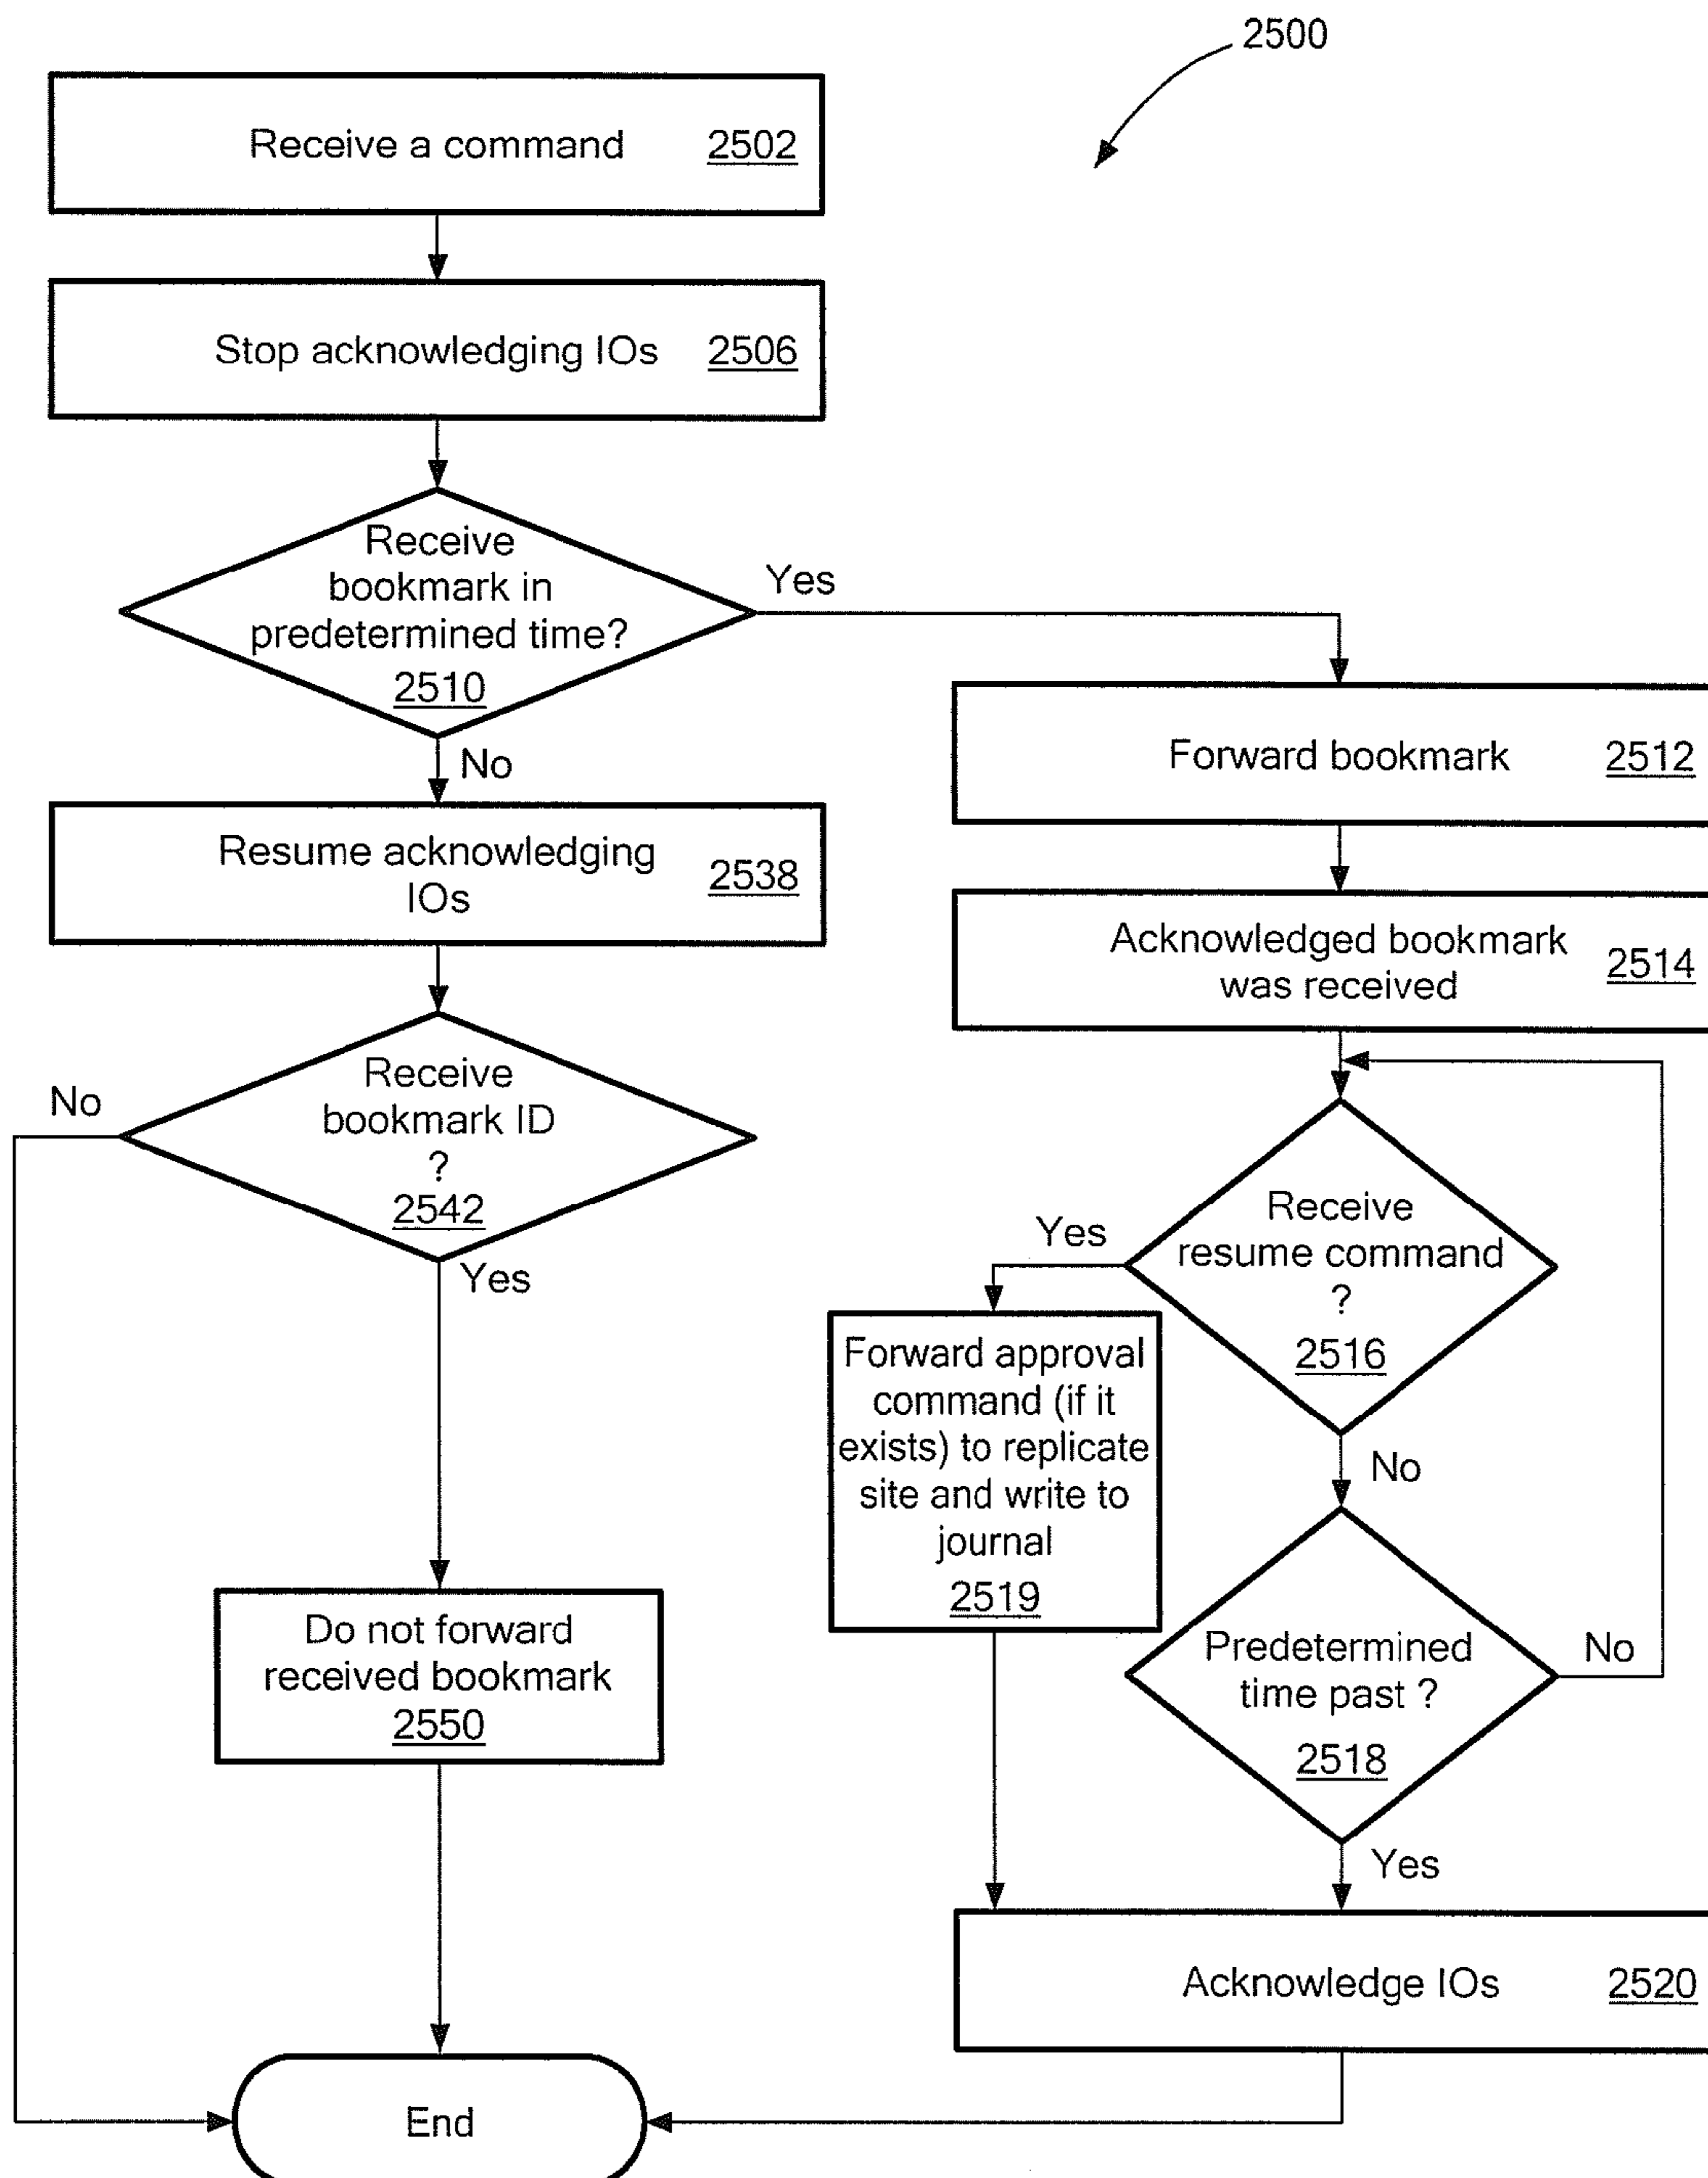 2500
Receive a command 2502
Stop acknowledging IOs 2506
Receive
bookmark in
predetermined time?
2510
Yes
No
Forward bookmark 2512
Resume acknowledging
IOs
2538
Acknowledged bookmark
was received
2514
Receive
bookmark ID
?
2542
No
Yes
Receive
resume command
?
2516
Yes
No
Forward approval
command (if it
exists) to replicate
site and write to
journal
2519
Predetermined
time past ?
2518
No
Yes
Do not forward
received bookmark
2550
Acknowledge IOs 2520
End